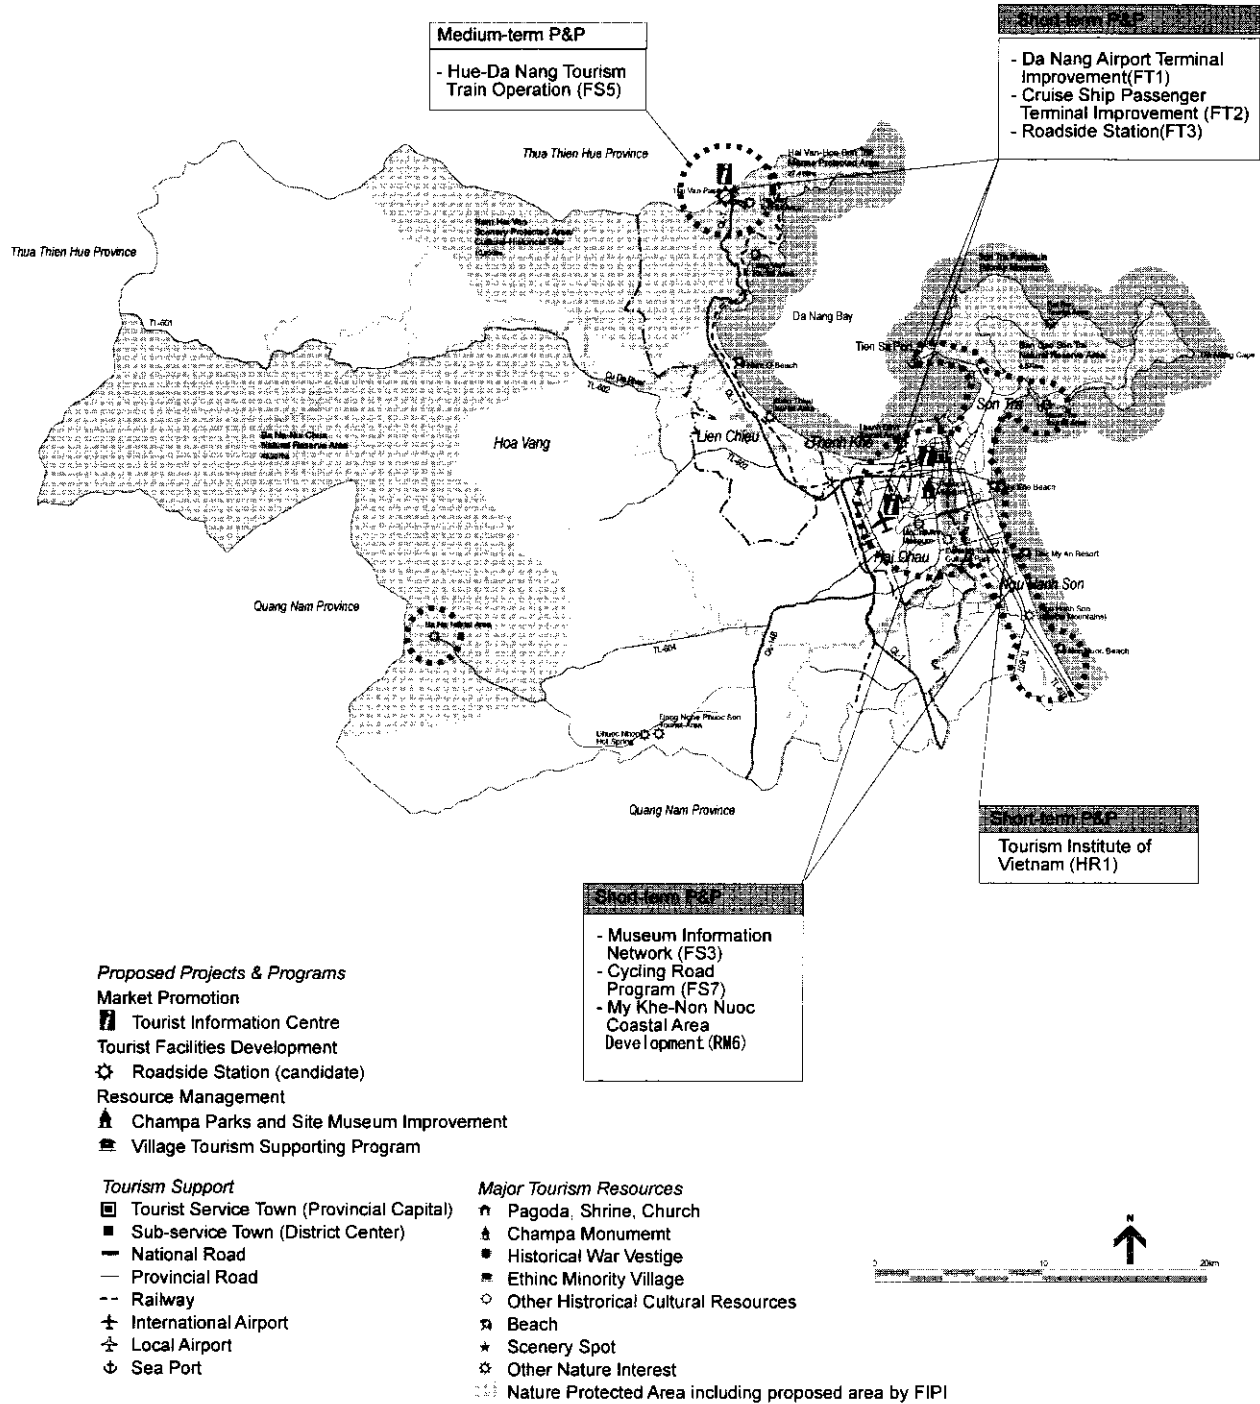 Medium-term P&P
- Hue-Da Nang Tourism
Train Operation (FS5)
Short-term P&P
- Da Nang Airport Terminal
Improvement(FT1)
- Cruise Ship Passenger
Terminal Improvement (FT2)
- Roadside Station(FT3)
Thua Thien Hue Province
Thua Thien Hue Province
Da Nang Bay
Tien Sa Port
TL-601
Hoa Vang
Lien Chieu
Thanh Khe
Son Tra
Hai Chau
Quang Nam Province
TL-604
Quang Nam Province
Short-term P&P
Tourism Institute of
Vietnam (HR1)
Short-term P&P
- Museum Information
Network (FS3)
- Cycling Road
Program (FS7)
- My Khe-Non Nuoc
Coastal Area
Development (RM6)
Proposed Projects & Programs
Market Promotion
Tourist Information Centre
Tourist Facilities Development
Roadside Station (candidate)
Resource Management
Champa Parks and Site Museum Improvement
Village Tourism Supporting Program
Tourism Support
Tourist Service Town (Provincial Capital)
Sub-service Town (District Center)
National Road
Provincial Road
Railway
International Airport
Local Airport
Sea Port
Major Tourism Resources
Pagoda, Shrine, Church
Champa Monumemt
Historical War Vestige
Ethinc Minority Village
Other Histrorical Cultural Resources
Beach
Scenery Spot
Other Nature Interest
Nature Protected Area including proposed area by FIPI
N
0 10 20km